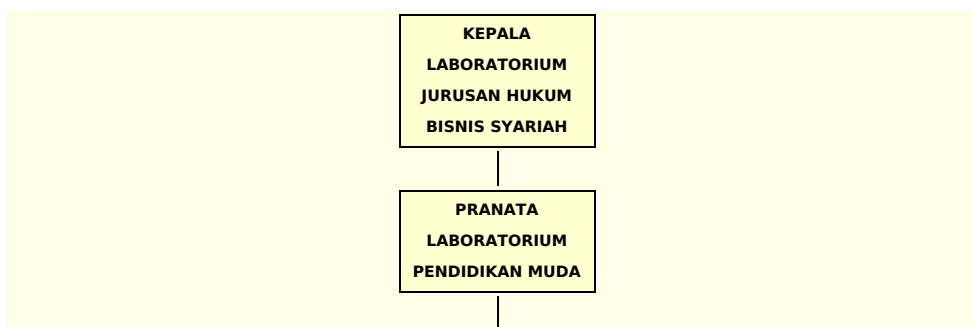 KEPALA
LABORATORIUM
JURUSAN HUKUM
BISNIS SYARIAH
PRANATA
LABORATORIUM
PENDIDIKAN MUDA